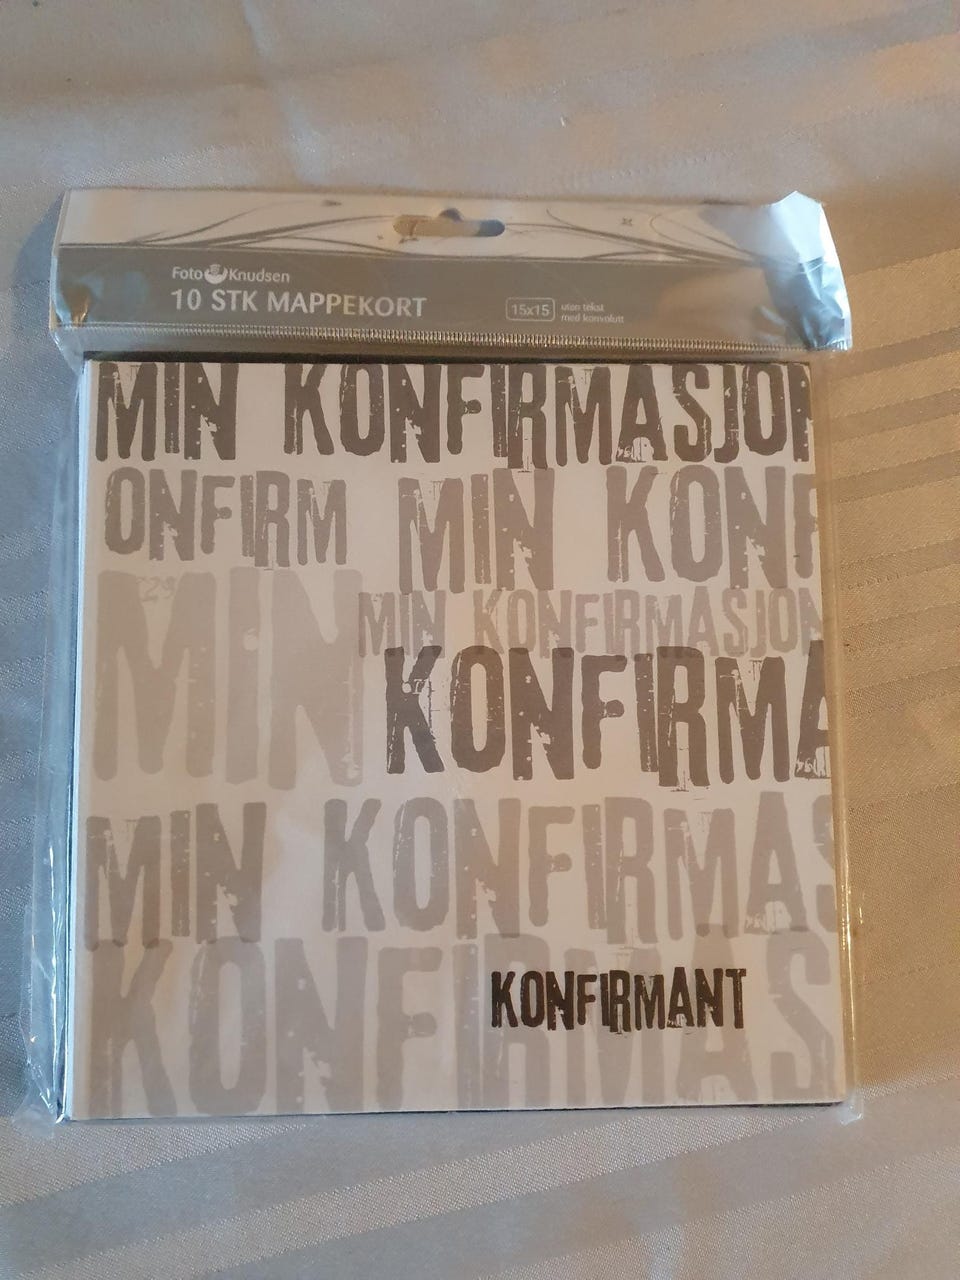 Foto Knudsen
10 STK MAPPEKORT
15x15
uten tekst
med konvolutt
MIN KONFIRMASJON
ONFIRM MIN KONF
MIN
MIN KONFIRMASJON
KONFIRMA
MIN KONFIRMAS
KONFIRMAS
KONFIRMANT